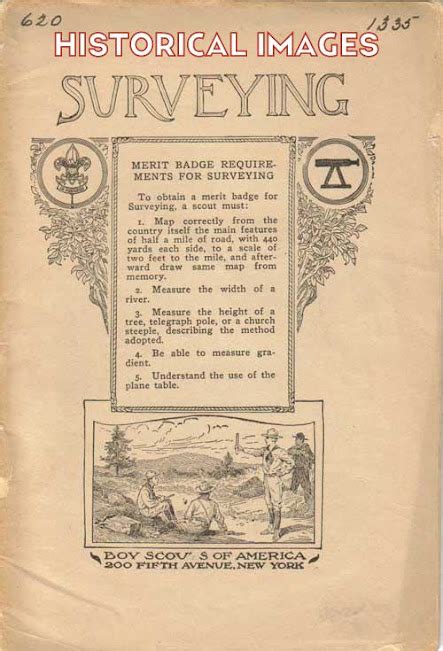 620 1335
HISTORICAL IMAGES
SURVEYING
MERIT BADGE REQUIRE-
MENTS FOR SURVEYING
To obtain a merit badge for
Surveying, a scout must:
1. Map correctly from the
country itself the main features
of half a mile of road, with 440
yards each side, to a scale of
two feet to the mile, and after-
ward draw same map from
memory.
2. Measure the width of a
river.
3. Measure the height of a
tree, telegraph pole, or a church
steeple, describing the method
adopted.
4. Be able to measure gra-
dient.
5. Understand the use of the
plane table.
BOY SCOU S OF AMERICA
200 FIFTH AVENUE, NEW YORK